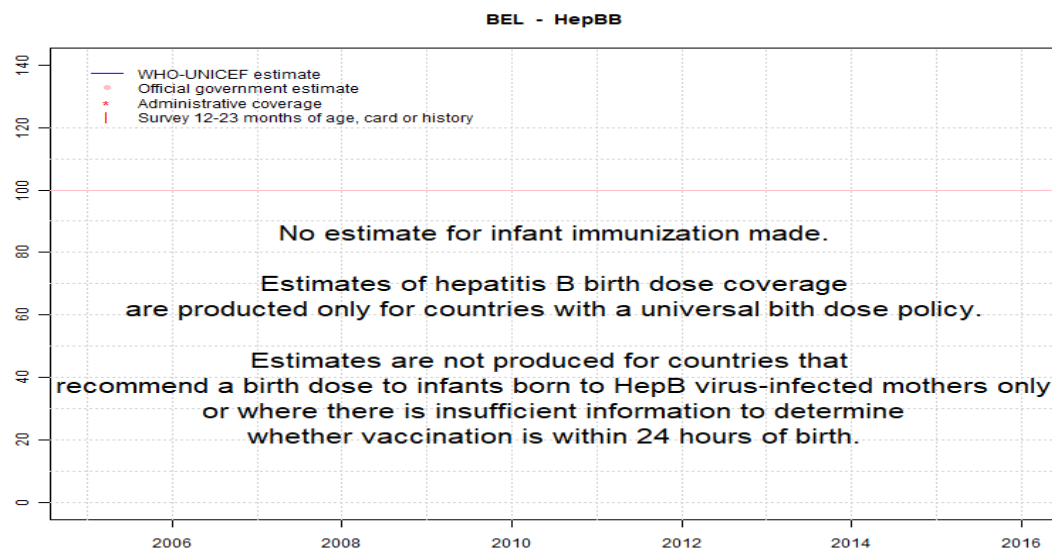 BEL - HepBB
WHO-UNICEF estimate
Official government estimate
Administrative coverage
Survey 12-23 months of age, card or history
140
120
100
80
60
40
20
0
No estimate for infant immunization made.
Estimates of hepatitis B birth dose coverage
are producted only for countries with a universal bith dose policy.
Estimates are not produced for countries that
recommend a birth dose to infants born to HepB virus-infected mothers only
or where there is insufficient information to determine
whether vaccination is within 24 hours of birth.
2006 2008 2010 2012 2014 2016